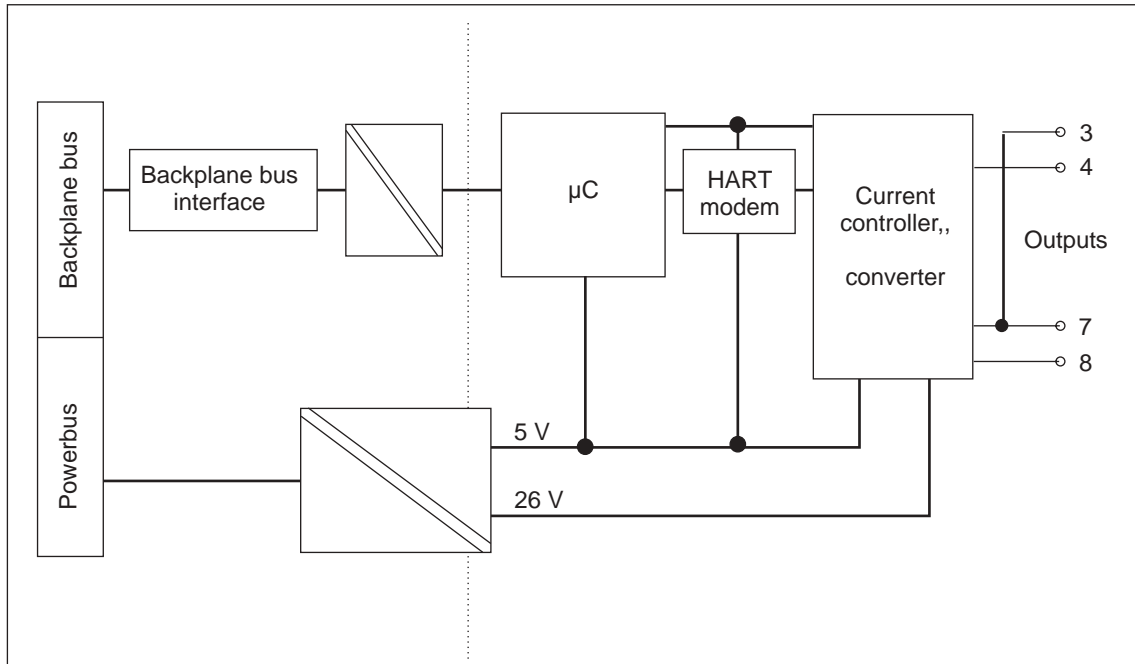 Backplane bus
Backplane bus
interface
µC
HART
modem
Current
controller,,
converter
3
4
Outputs
7
8
Powerbus
5 V
26 V